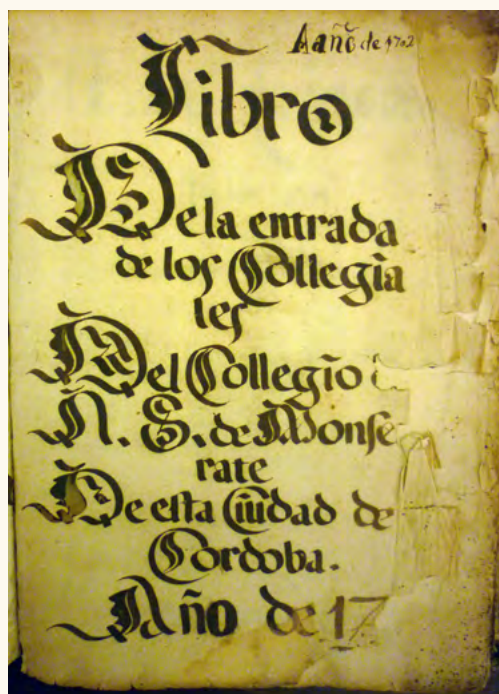 Aañō de 1702
Libro
De la entrada
de los Collegia
les
Del Collegio
N. S. de Monse
rate
De esta Ciudad de
Cordoba.
Año de 17